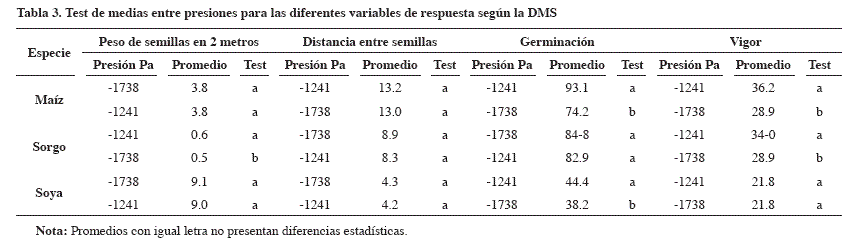 Tabla 3. Test de medias entre presiones para las diferentes variables de respuesta según la DMS
Especie Peso de semillas en 2 metros Distancia entre semillas Germinación Vigor
Presión Pa Promedio Test Presión Pa Promedio Test Presión Pa Promedio Test Presión Pa Promedio Test
Maíz -1738 3.8 a -1241 13.2 a -1241 93.1 a -1241 36.2 a
-1241 3.8 a -1738 13.0 a -1738 74.2 b -1738 28.9 b
Sorgo -1241 0.6 a -1738 8.9 a -1738 84-8 a -1241 34-0 a
-1738 0.5 b -1241 8.3 a -1241 82.9 a -1738 28.9 b
Soya -1738 9.1 a -1738 4.3 a -1241 44.4 a -1241 21.8 a
-1241 9.0 a -1241 4.2 a -1738 38.2 b -1738 21.8 a
Nota: Promedios con igual letra no presentan diferencias estadísticas.